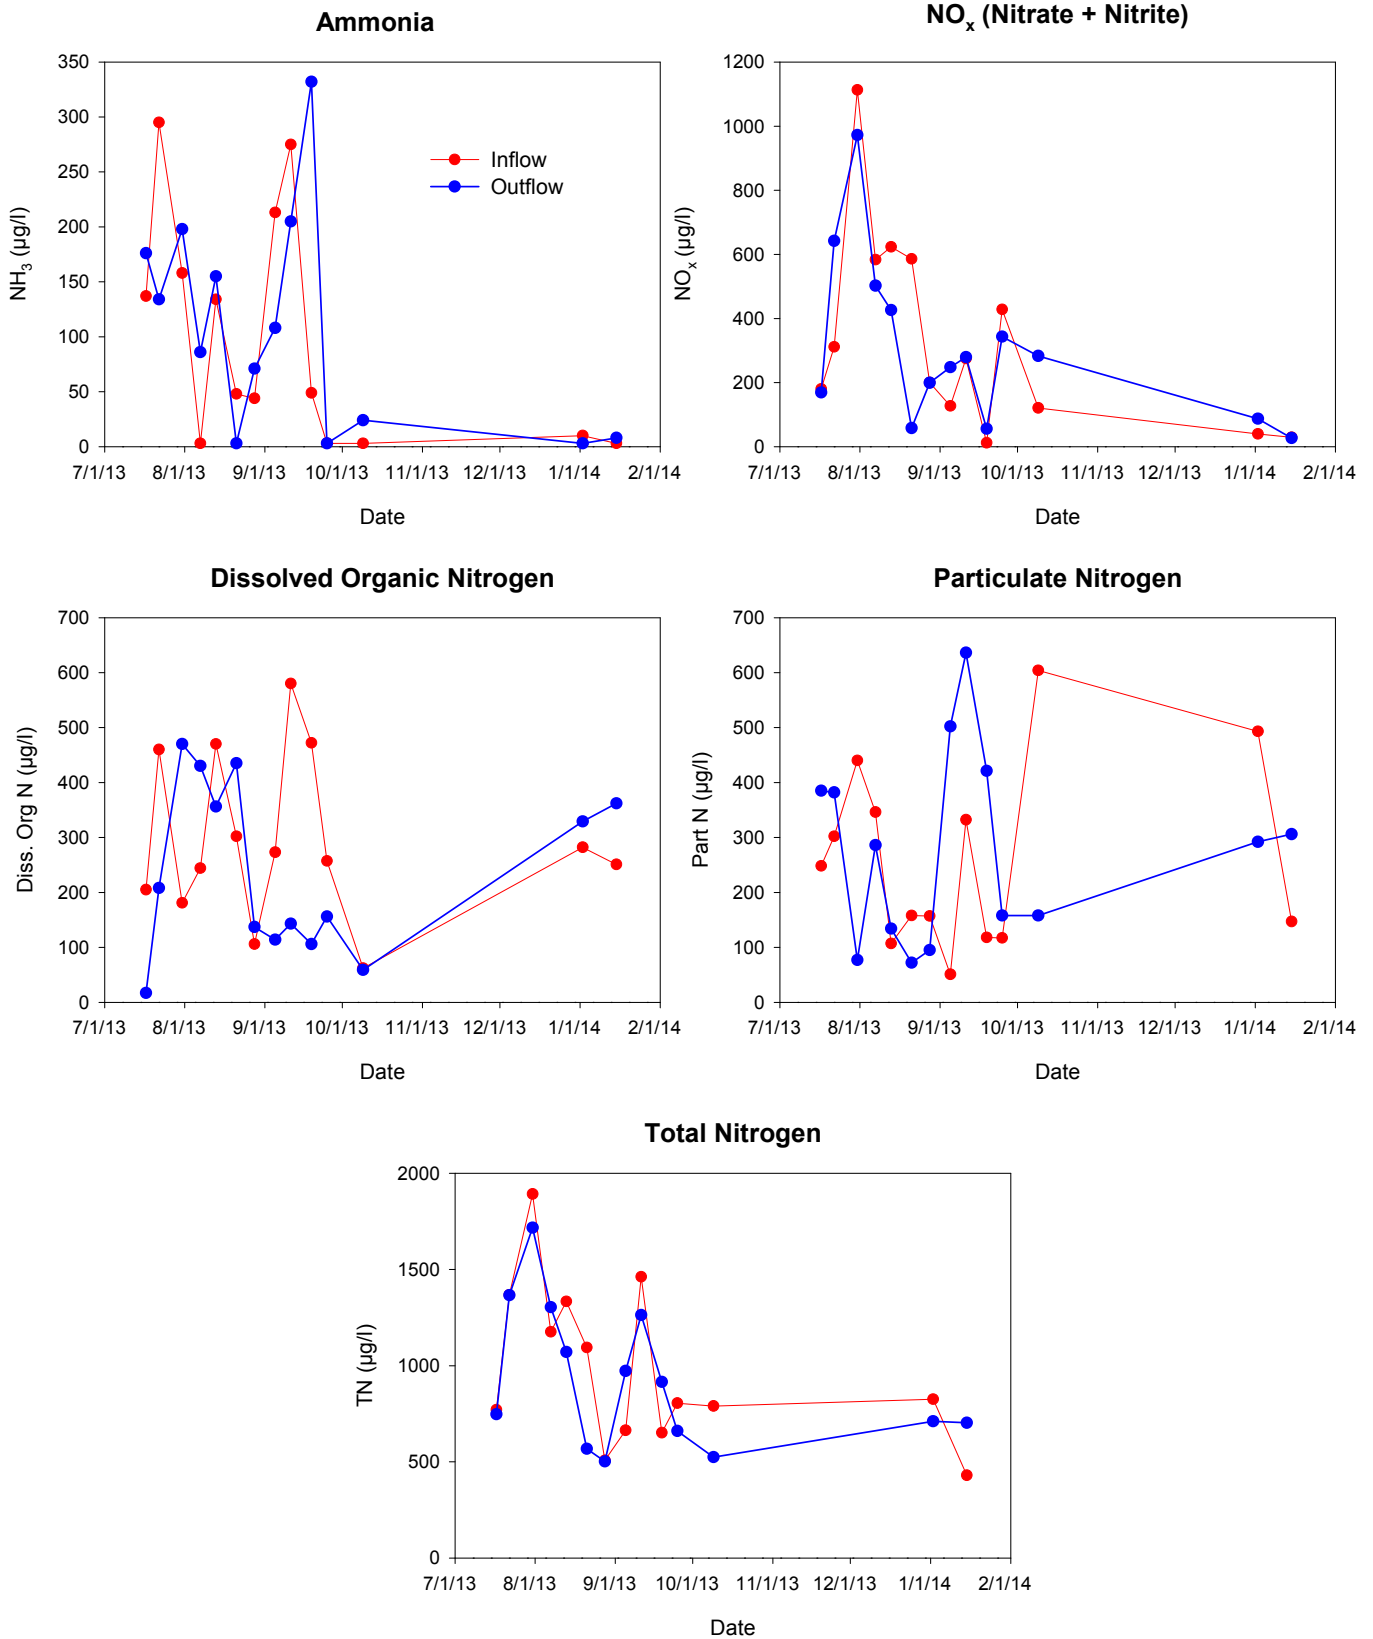 Ammonia
350
300
250
200
150
100
50
0
NH3 (µg/l)
Inflow
Outflow
7/1/13 8/1/13 9/1/13 10/1/13 11/1/13 12/1/13 1/1/14 2/1/14
Date
NOx (Nitrate + Nitrite)
1200
1000
800
600
400
200
0
NOx (µg/l)
7/1/13 8/1/13 9/1/13 10/1/13 11/1/13 12/1/13 1/1/14 2/1/14
Date
Dissolved Organic Nitrogen
700
600
500
400
300
200
100
0
Diss. Org N (µg/l)
7/1/13 8/1/13 9/1/13 10/1/13 11/1/13 12/1/13 1/1/14 2/1/14
Date
Particulate Nitrogen
700
600
500
400
300
200
100
0
Part N (µg/l)
7/1/13 8/1/13 9/1/13 10/1/13 11/1/13 12/1/13 1/1/14 2/1/14
Date
Total Nitrogen
2000
1500
1000
500
0
TN (µg/l)
7/1/13 8/1/13 9/1/13 10/1/13 11/1/13 12/1/13 1/1/14 2/1/14
Date